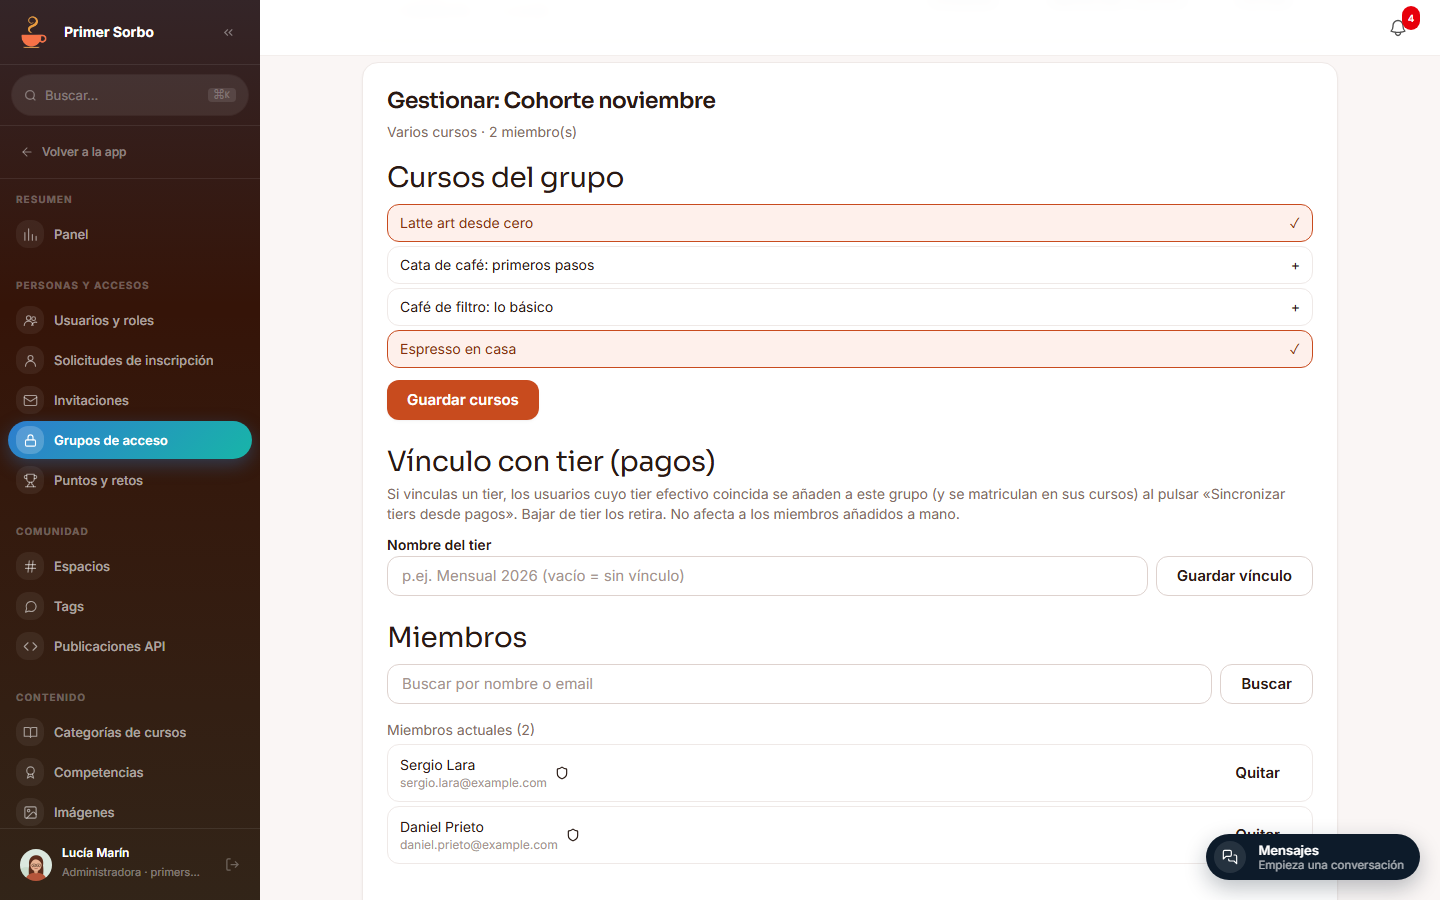 Primer Sorbo
«
Buscar...
⌘K
Volver a la app
RESUMEN
Panel
PERSONAS Y ACCESOS
Usuarios y roles
Solicitudes de inscripción
Invitaciones
Grupos de acceso
Puntos y retos
COMUNIDAD
Espacios
Tags
Publicaciones API
CONTENIDO
Categorías de cursos
Competencias
Imágenes
Lucía Marín
Administradora · primers...
4
Gestionar: Cohorte noviembre
Varios cursos · 2 miembro(s)
Cursos del grupo
Latte art desde cero ✓
Cata de café: primeros pasos +
Café de filtro: lo básico +
Espresso en casa ✓
Guardar cursos
Vínculo con tier (pagos)
Si vinculas un tier, los usuarios cuyo tier efectivo coincida se añaden a este grupo (y se matriculan en sus cursos) al pulsar «Sincronizar
tiers desde pagos». Bajar de tier los retira. No afecta a los miembros añadidos a mano.
Nombre del tier
p.ej. Mensual 2026 (vacío = sin vínculo)
Guardar vínculo
Miembros
Buscar por nombre o email
Buscar
Miembros actuales (2)
Sergio Lara
sergio.lara@example.com
Quitar
Daniel Prieto
daniel.prieto@example.com
Quitar
Mensajes
Empieza una conversación